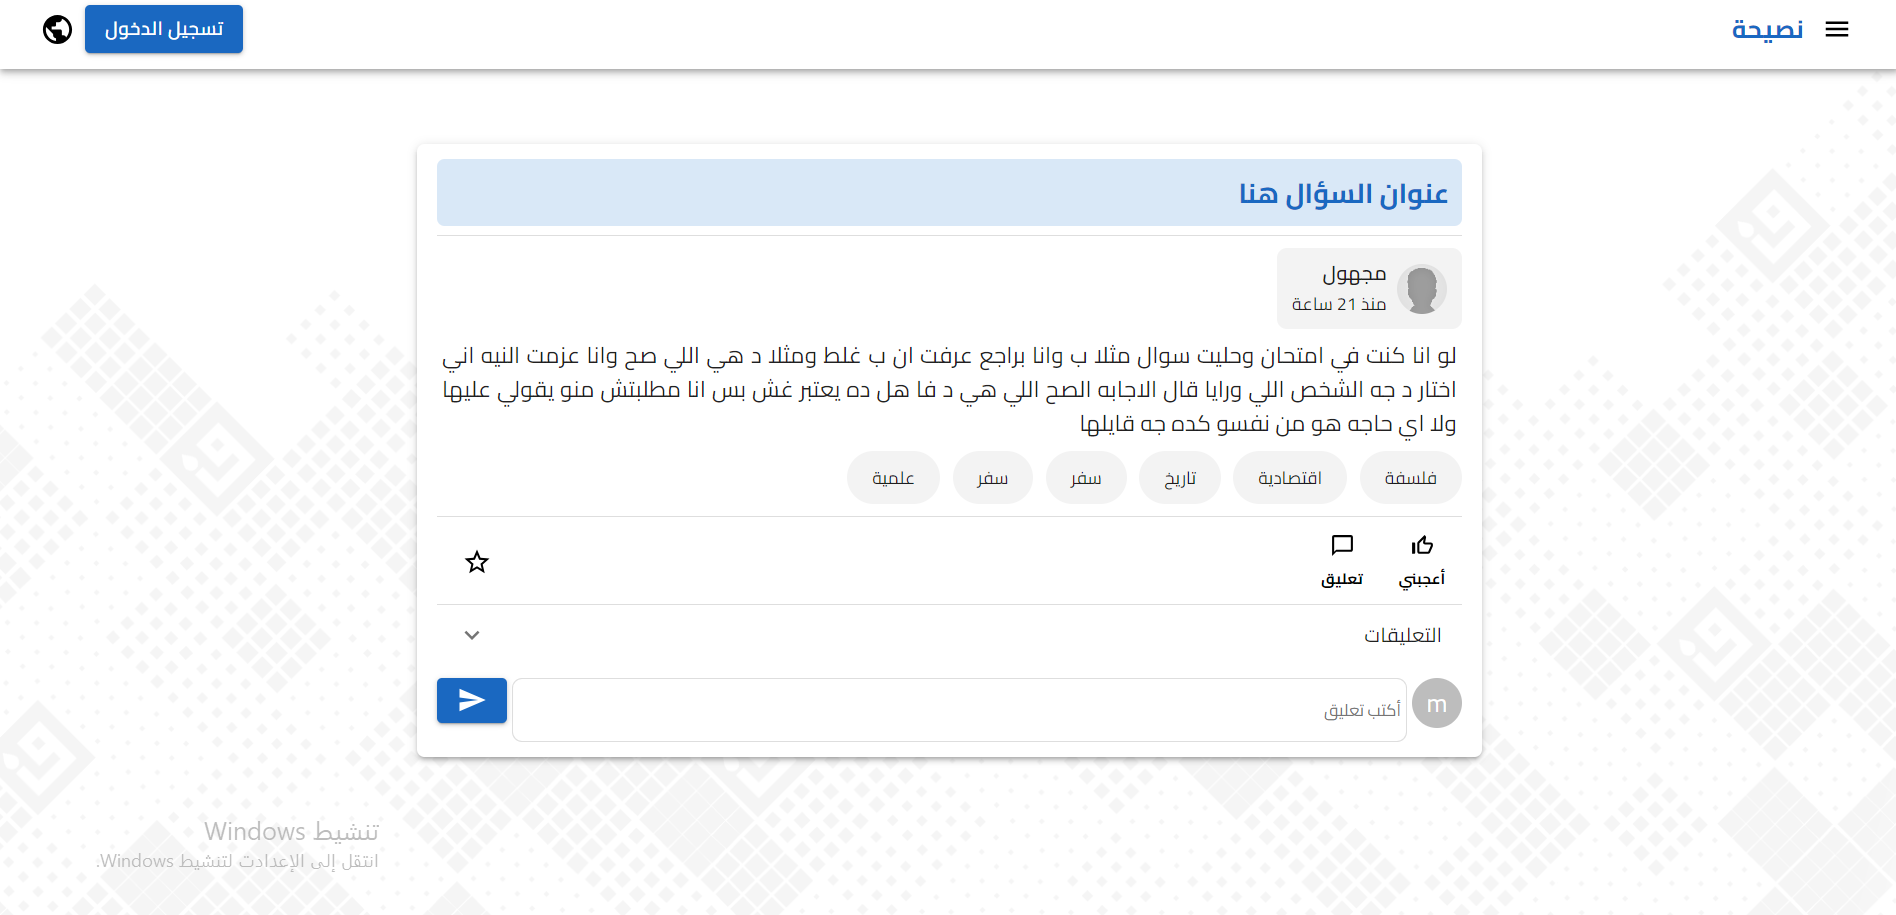 نصيحة
تسجيل الدخول
عنوان السؤال هنا
مجهول
منذ 21 ساعة
لو انا كنت في امتحان وحليت سوال مثلا ب وانا براجع عرفت ان ب غلط ومثلا د هي اللي صح وانا عزمت النيه اني
اختار د جه الشخص اللي ورايا قال الاجابه الصح اللي هي د فا هل ده يعتبر غش بس انا مطلبتش منو يقولي عليها
ولا اي حاجه هو من نفسو كده جه قايلها
فلسفة اقتصادية تاريخ سفر سفر علمية
أعجبني تعليق
التعليقات
m
أكتب تعليق
تنشيط Windows
انتقل إلى الإعدادت لتنشيط Windows.